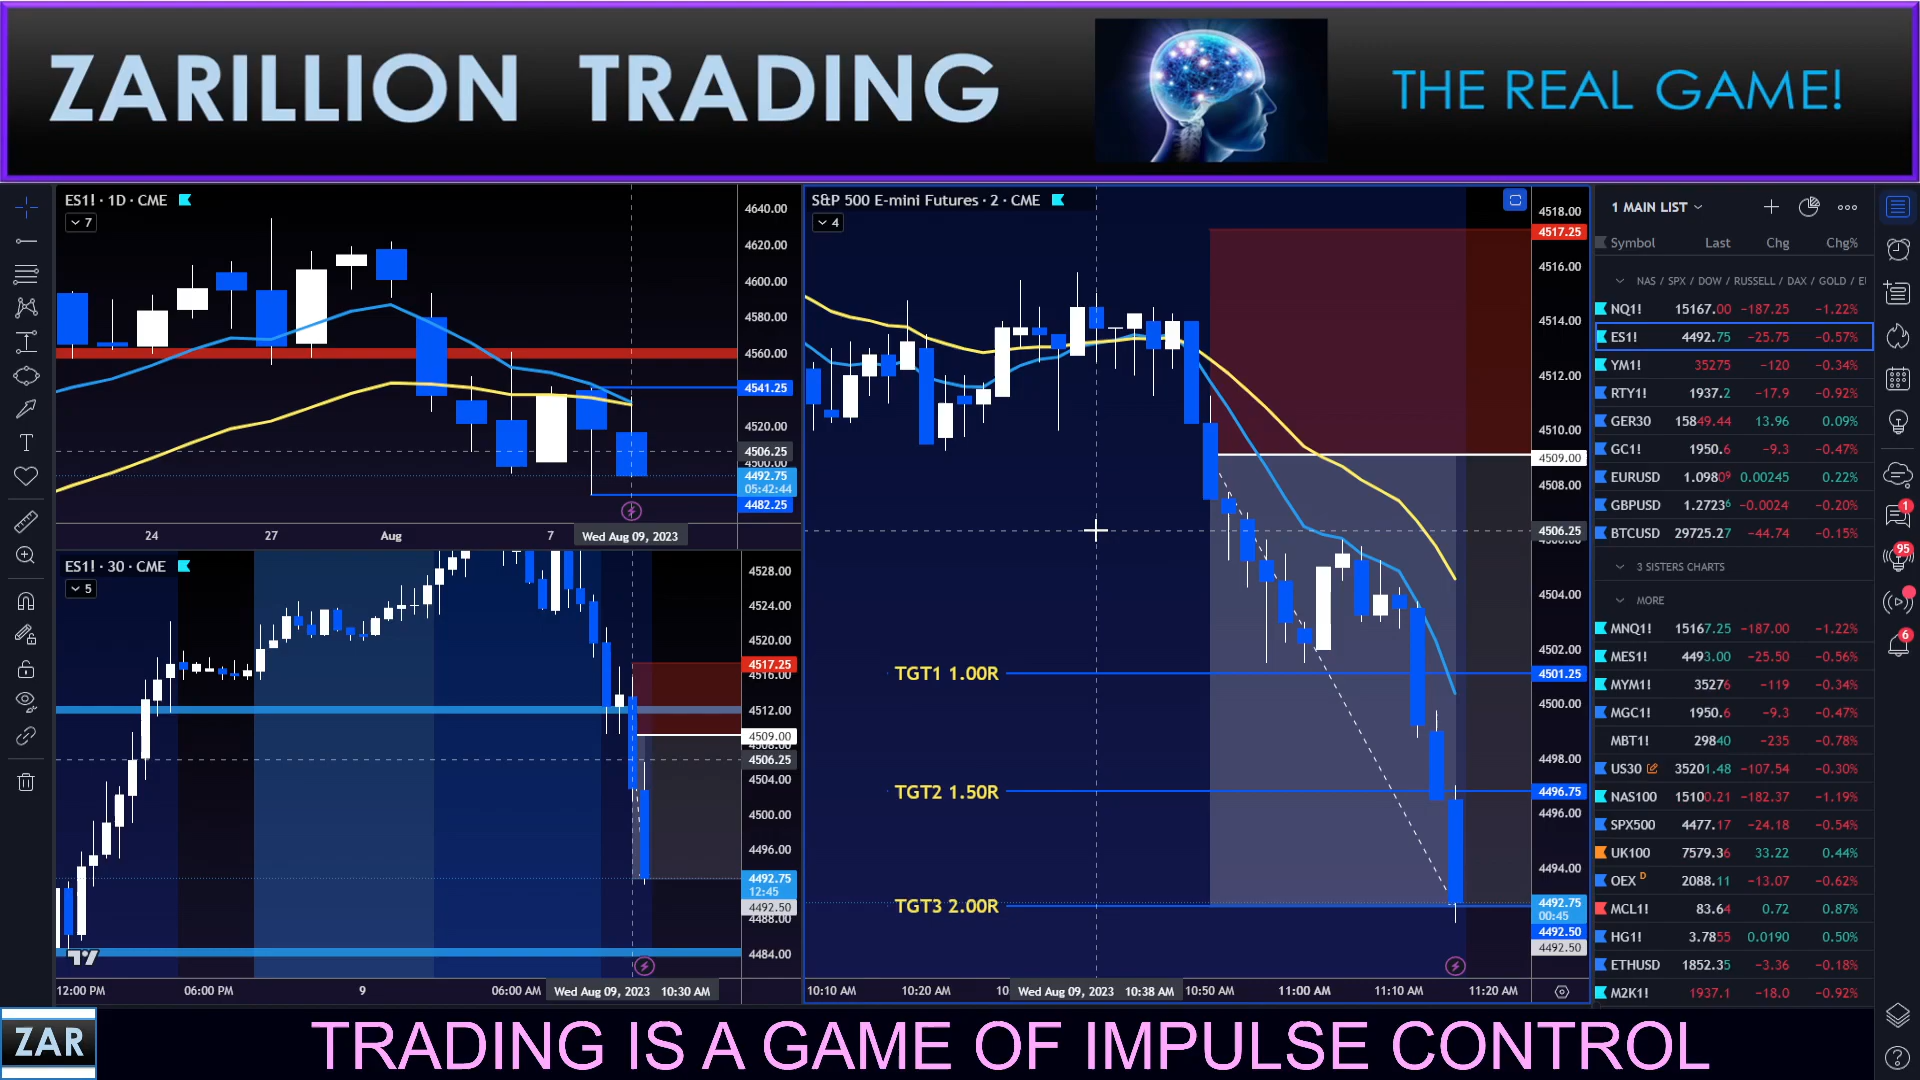 ZARILLION TRADING
THE REAL GAME!
ES1! · 1D · CME
7
4640.00
4620.00
4600.00
4580.00
4560.00
4541.25
4520.00
4506.25
4500.00
4492.75
05:42:44
4482.25
24 27 Aug 7 Wed Aug 09, 2023
ES1! · 30 · CME
5
4528.00
4524.00
4520.00
4517.25
4516.00
4512.00
4509.00
4508.00
4506.25
4504.00
4500.00
4496.00
4492.75
12:45
4492.50
4488.00
4484.00
12:00 PM 06:00 PM 9 06:00 AM Wed Aug 09, 2023 10:30 AM
S&P 500 E-mini Futures · 2 · CME
4
4518.00
4517.25
4516.00
4514.00
4512.00
4510.00
4509.00
4508.00
4506.25
4504.00
4502.00
TGT1 1.00R 4501.25
4500.00
4498.00
TGT2 1.50R 4496.75
4496.00
4494.00
4492.75
00:45
TGT3 2.00R
4492.50
4492.50
10:10 AM 10:20 AM 10 Wed Aug 09, 2023 10:38 AM 10:50 AM 11:00 AM 11:10 AM 11:20 AM
1 MAIN LIST
Symbol Last Chg Chg%
NAS / SPX / DOW / RUSSELL / DAX / GOLD / EU
NQ1! 15167.00 −187.25 −1.22%
ES1! 4492.75 −25.75 −0.57%
YM1! 35275 −120 −0.34%
RTY1! 1937.2 −17.9 −0.92%
GER30 15849.44 13.96 0.09%
GC1! 1950.6 −9.3 −0.47%
EURUSD 1.09809 0.00245 0.22%
GBPUSD 1.27236 −0.0024 −0.20%
BTCUSD 29725.27 −44.74 −0.15%
3 SISTERS CHARTS
MORE
MNQ1! 15167.25 −187.00 −1.22%
MES1! 4493.00 −25.50 −0.56%
MYM1! 35276 −119 −0.34%
MGC1! 1950.6 −9.3 −0.47%
MBT1! 29840 −235 −0.78%
US30 35201.48 −107.54 −0.30%
NAS100 15100.21 −182.37 −1.19%
SPX500 4477.17 −24.18 −0.54%
UK100 7579.36 33.22 0.44%
OEX D 2088.11 −13.07 −0.62%
MCL1! 83.64 0.72 0.87%
HG1! 3.7855 0.0190 0.50%
ETHUSD 1852.35 −3.36 −0.18%
M2K1! 1937.1 −18.0 −0.92%
1
95
6
ZAR
TRADING IS A GAME OF IMPULSE CONTROL